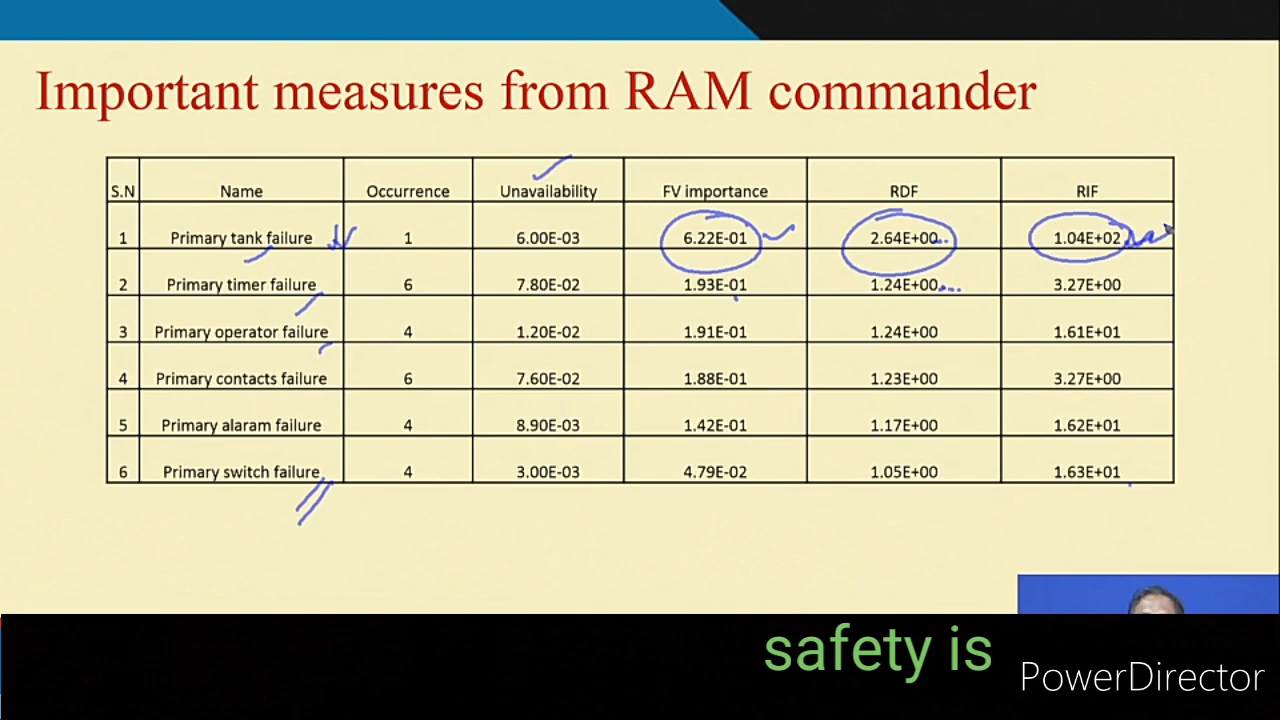 Important measures from RAM commander
S.N Name Occurrence Unavailability FV importance RDF RIF
1 Primary tank failure 1 6.00E-03 6.22E-01 2.64E+00 1.04E+02
2 Primary timer failure 6 7.80E-02 1.93E-01 1.24E+00 3.27E+00
3 Primary operator failure 4 1.20E-02 1.91E-01 1.24E+00 1.61E+01
4 Primary contacts failure 6 7.60E-02 1.88E-01 1.23E+00 3.27E+00
5 Primary alaram failure 4 8.90E-03 1.42E-01 1.17E+00 1.62E+01
6 Primary switch failure 4 3.00E-03 4.79E-02 1.05E+00 1.63E+01
safety is
PowerDirector